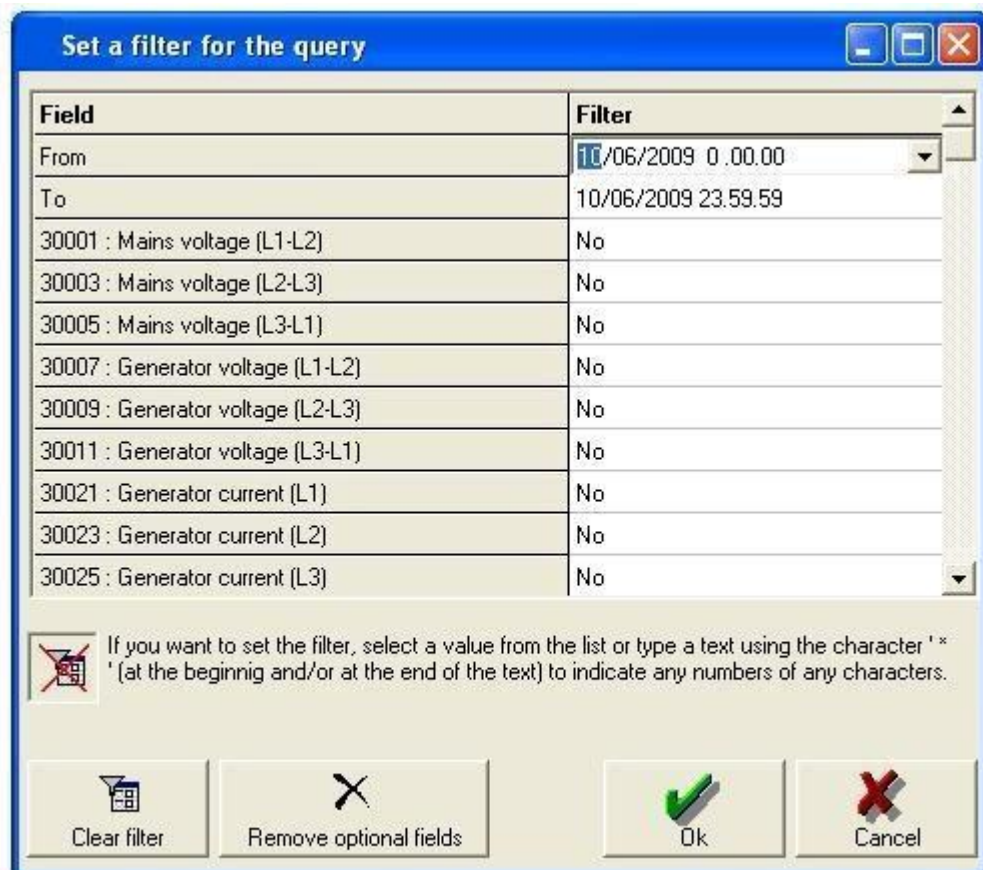 Set a filter for the query
Field Filter
From 10/06/2009 0 .00.00
To 10/06/2009 23.59.59
30001 : Mains voltage (L1-L2) No
30003 : Mains voltage (L2-L3) No
30005 : Mains voltage (L3-L1) No
30007 : Generator voltage (L1-L2) No
30009 : Generator voltage (L2-L3) No
30011 : Generator voltage (L3-L1) No
30021 : Generator current (L1) No
30023 : Generator current (L2) No
30025 : Generator current (L3) No
If you want to set the filter, select a value from the list or type a text using the character ' *
' (at the beginnig and/or at the end of the text) to indicate any numbers of any characters.
Clear filter Remove optional fields Ok Cancel